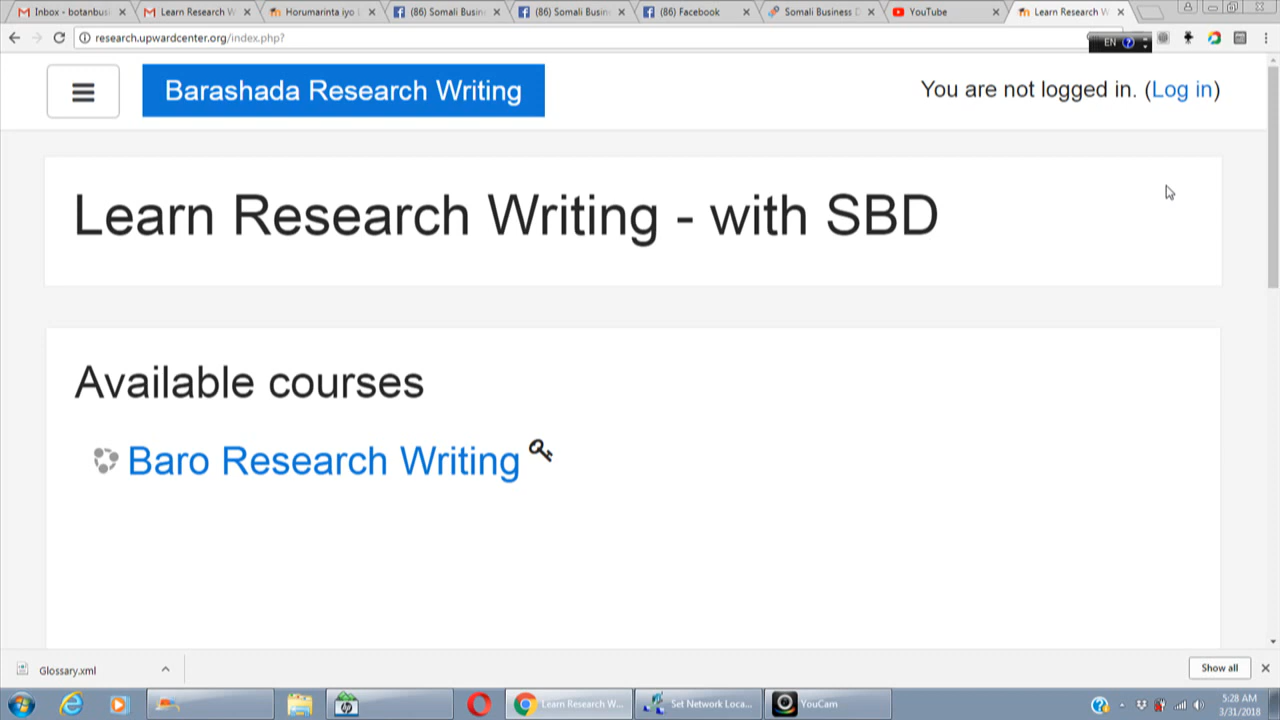 Inbox - botanbus
Learn Research W
Horumarinta iyo
(86) Somali Busin
(86) Somali Busin
(86) Facebook
Somali Business D
YouTube
Learn Research W
research.upwardcenter.org/index.php?
EN
Barashada Research Writing
You are not logged in. (Log in)
Learn Research Writing - with SBD
Available courses
Baro Research Writing
Glossary.xml
Show all
Learn Research W...
Set Network Loca...
YouCam
5:28 AM
3/31/2018